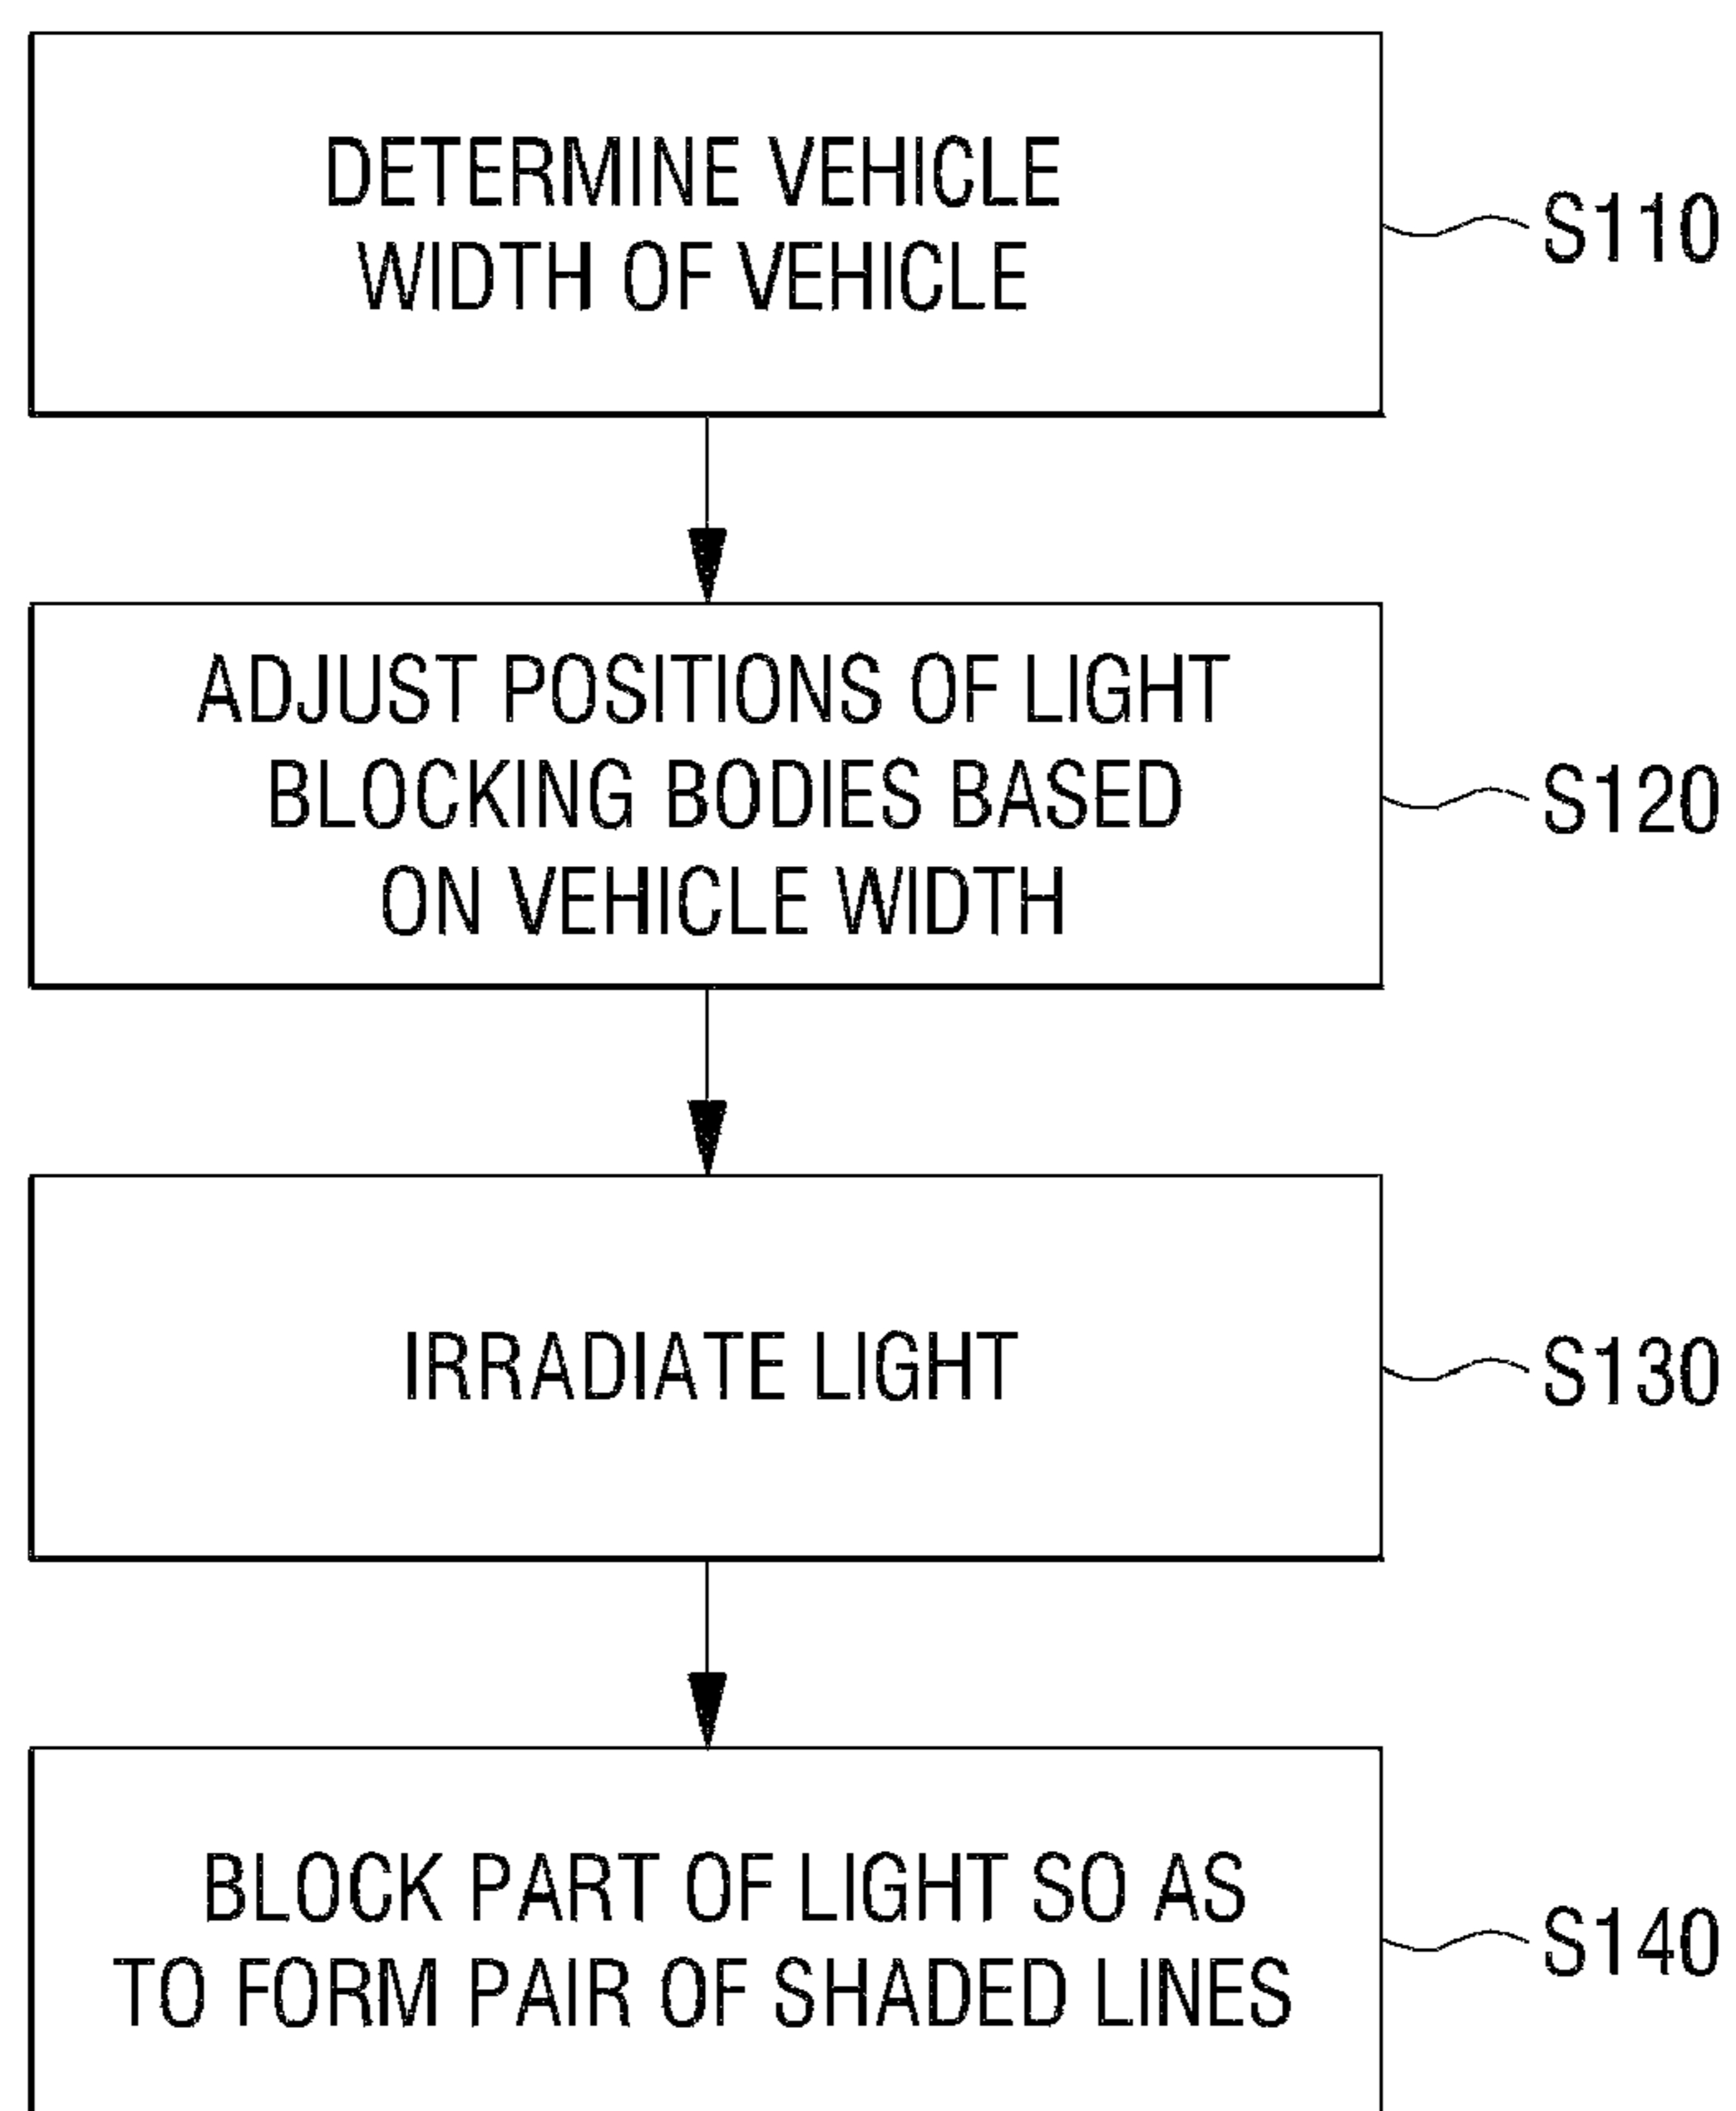 DETERMINE VEHICLE
WIDTH OF VEHICLE
S110
ADJUST POSITIONS OF LIGHT
BLOCKING BODIES BASED
ON VEHICLE WIDTH
S120
IRRADIATE LIGHT
S130
BLOCK PART OF LIGHT SO AS
TO FORM PAIR OF SHADED LINES
S140